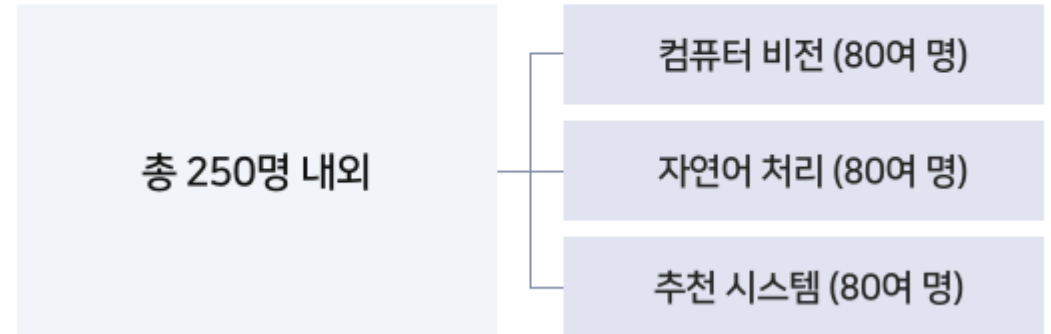 총 250명 내외
컴퓨터 비전 (80여 명)
자연어 처리 (80여 명)
추천 시스템 (80여 명)